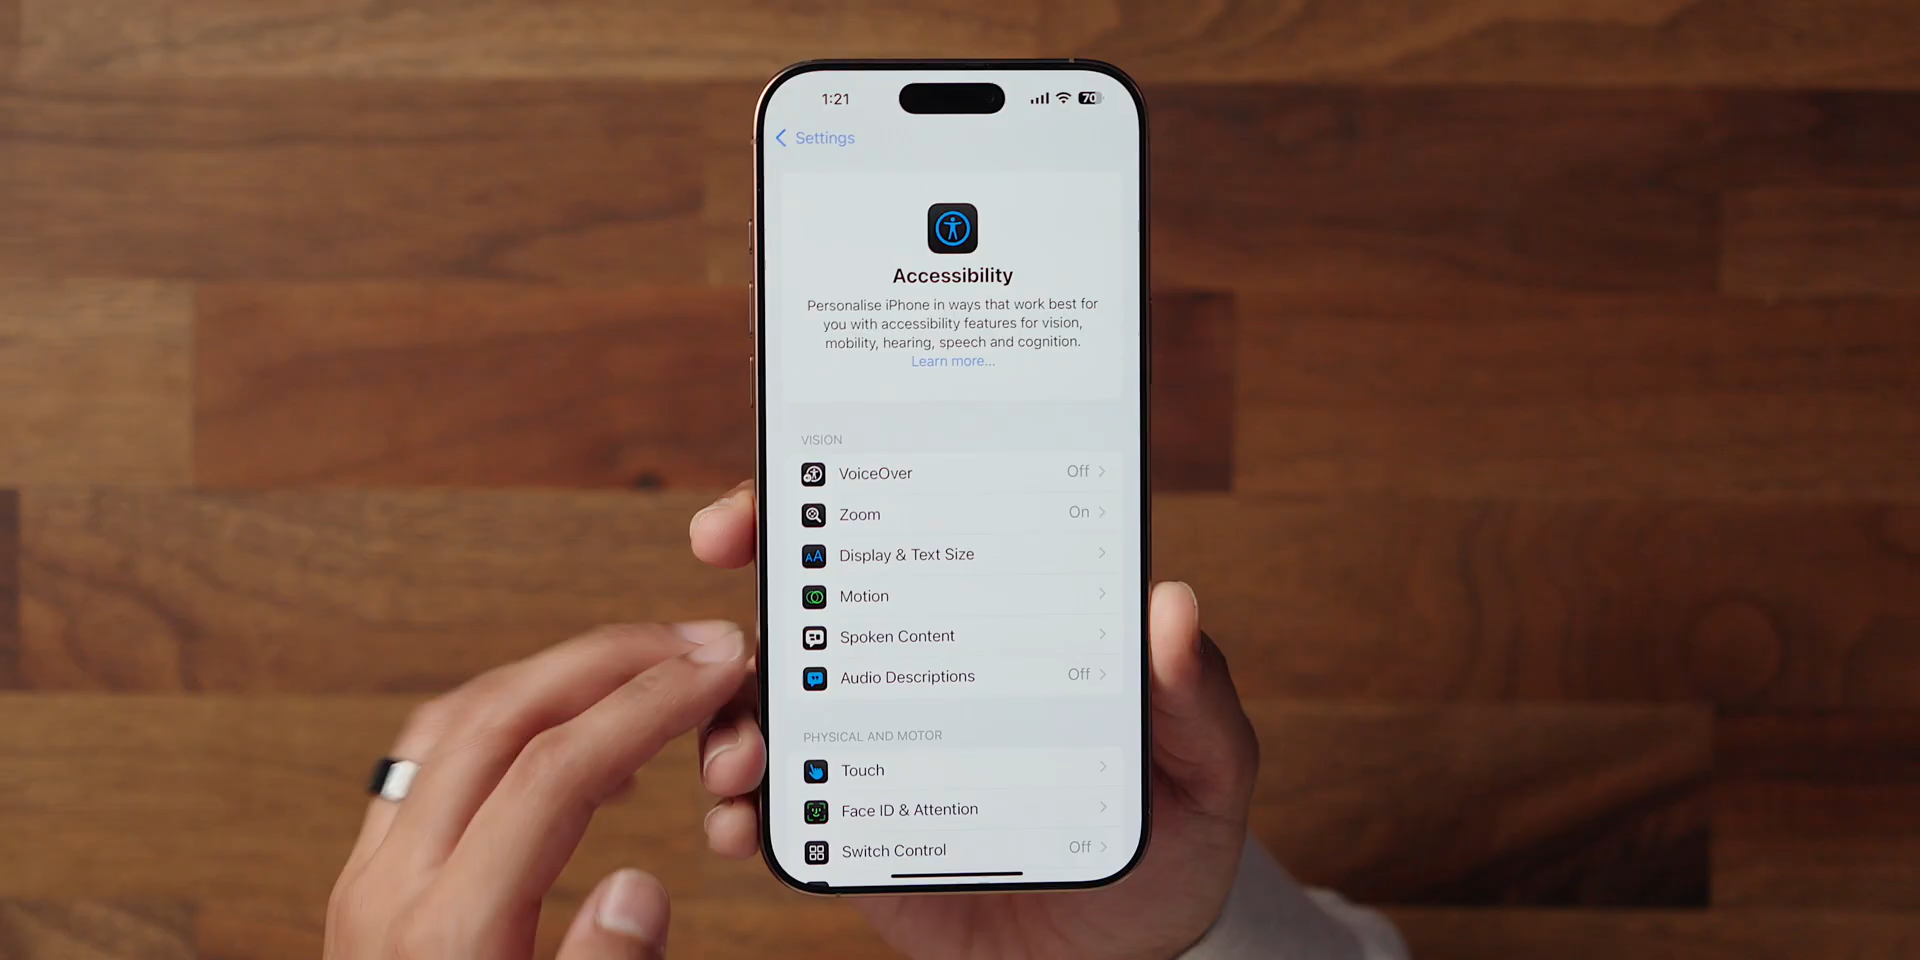 1:21
70
Settings
Accessibility
Personalise iPhone in ways that work best for
you with accessibility features for vision,
mobility, hearing, speech and cognition.
Learn more...
VISION
VoiceOver Off
Zoom On
AA Display & Text Size
Motion
Spoken Content
Audio Descriptions Off
PHYSICAL AND MOTOR
Touch
Face ID & Attention
Switch Control Off